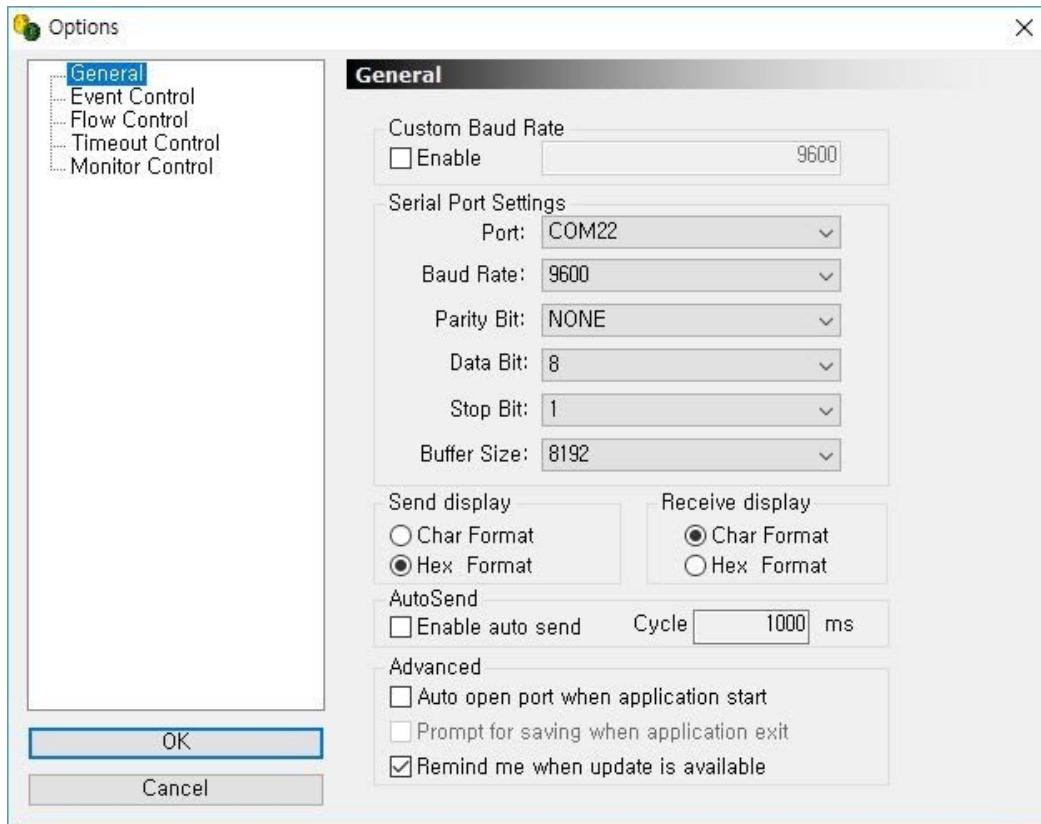 Options
General
Event Control
Flow Control
Timeout Control
Monitor Control
OK
Cancel
General
Custom Baud Rate
Enable 9600
Serial Port Settings
Port: COM22
Baud Rate: 9600
Parity Bit: NONE
Data Bit: 8
Stop Bit: 1
Buffer Size: 8192
Send display
Char Format
Hex Format
Receive display
Char Format
Hex Format
AutoSend
Enable auto send Cycle 1000 ms
Advanced
Auto open port when application start
Prompt for saving when application exit
Remind me when update is available